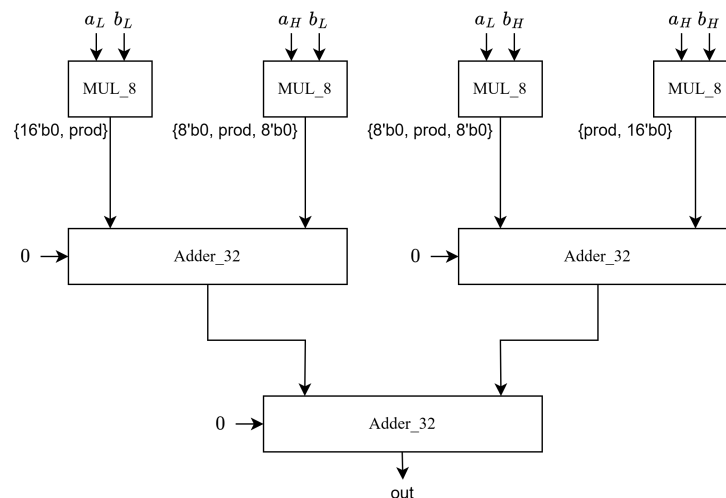 a_L b_L a_H b_L a_L b_H a_H b_H
MUL_8 MUL_8 MUL_8 MUL_8
{16'b0, prod} {8'b0, prod, 8'b0} {8'b0, prod, 8'b0} {prod, 16'b0}
0 Adder_32 0 Adder_32
0 Adder_32
out